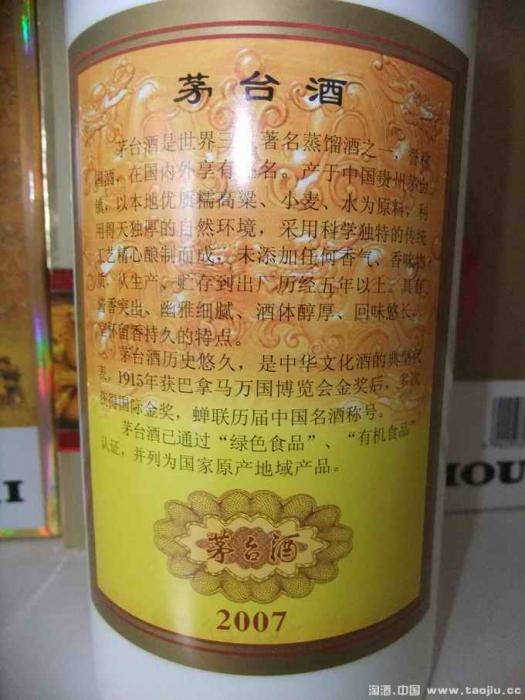 茅台酒
茅台酒是世界三 著名蒸馏酒之一,誉称
国酒,在国内外享有 名。产于中国贵州茅台
镇,以本地优质糯高粱、小麦、水为原料,利
用得天独厚的自然环境,采用科学独特的传统
工艺精心酿制而成,未添加任何香气、香味物
质,从生产、贮存到出厂历经五年以上,具有
酱香突出、幽雅细腻、酒体醇厚、回味悠长、
空杯留香持久的特点。
茅台酒历史悠久,是中华文化酒的典型代
表,1915年获巴拿马万国博览会金奖后,多次
获得国际金奖,蝉联历届中国名酒称号。
茅台酒已通过“绿色食品”、“有机食品”
认证,并列为国家原产地域产品。
茅台酒
2007
HOU
淘酒.中国 www.taojiu.cc